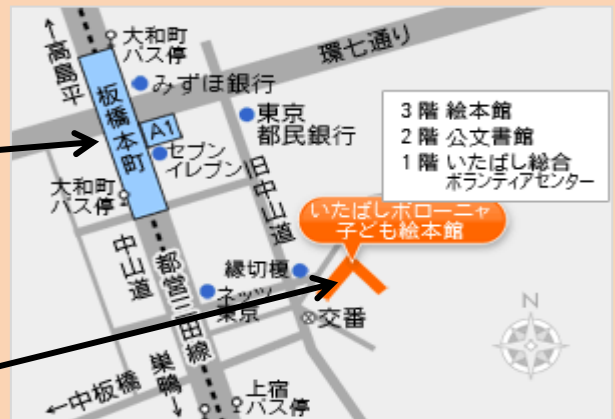 ←高島平
大和町
バス停
みずほ銀行
環七通り
板橋本町
A1
セブン
イレブン
東京
都民銀行
旧中山道
3階 絵本館
2階 公文書館
1階 いたばし総合
ボランティアセンター
大和町
バス停
いたばしボローニャ
子ども絵本館
中山道
都営三田線
縁切榎
ネッツ
東京
交番
N
←中板橋
巣鴨→
上宿
バス停